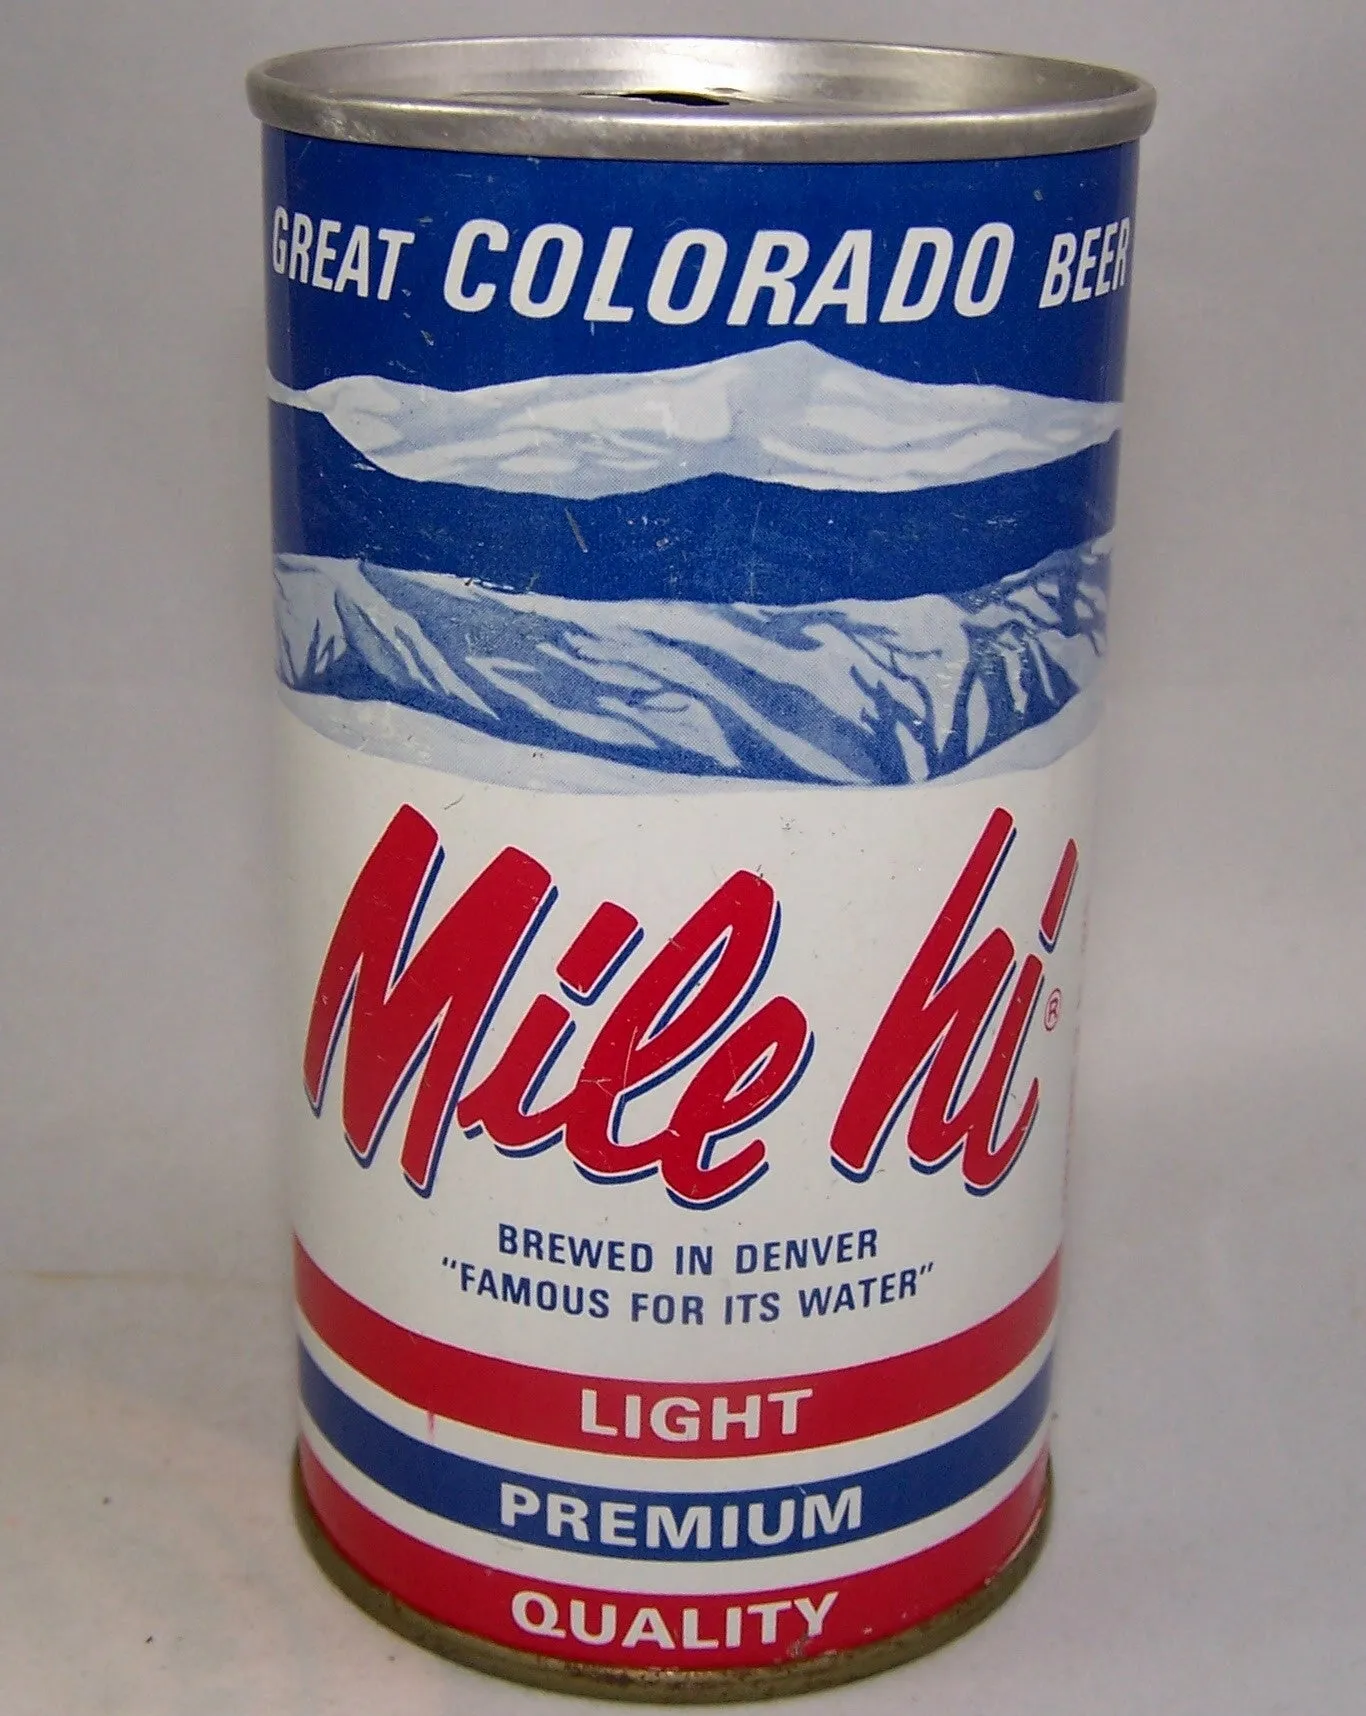 GREAT COLORADO BEER
Mile hi ®
BREWED IN DENVER
"FAMOUS FOR ITS WATER"
LIGHT
PREMIUM
QUALITY